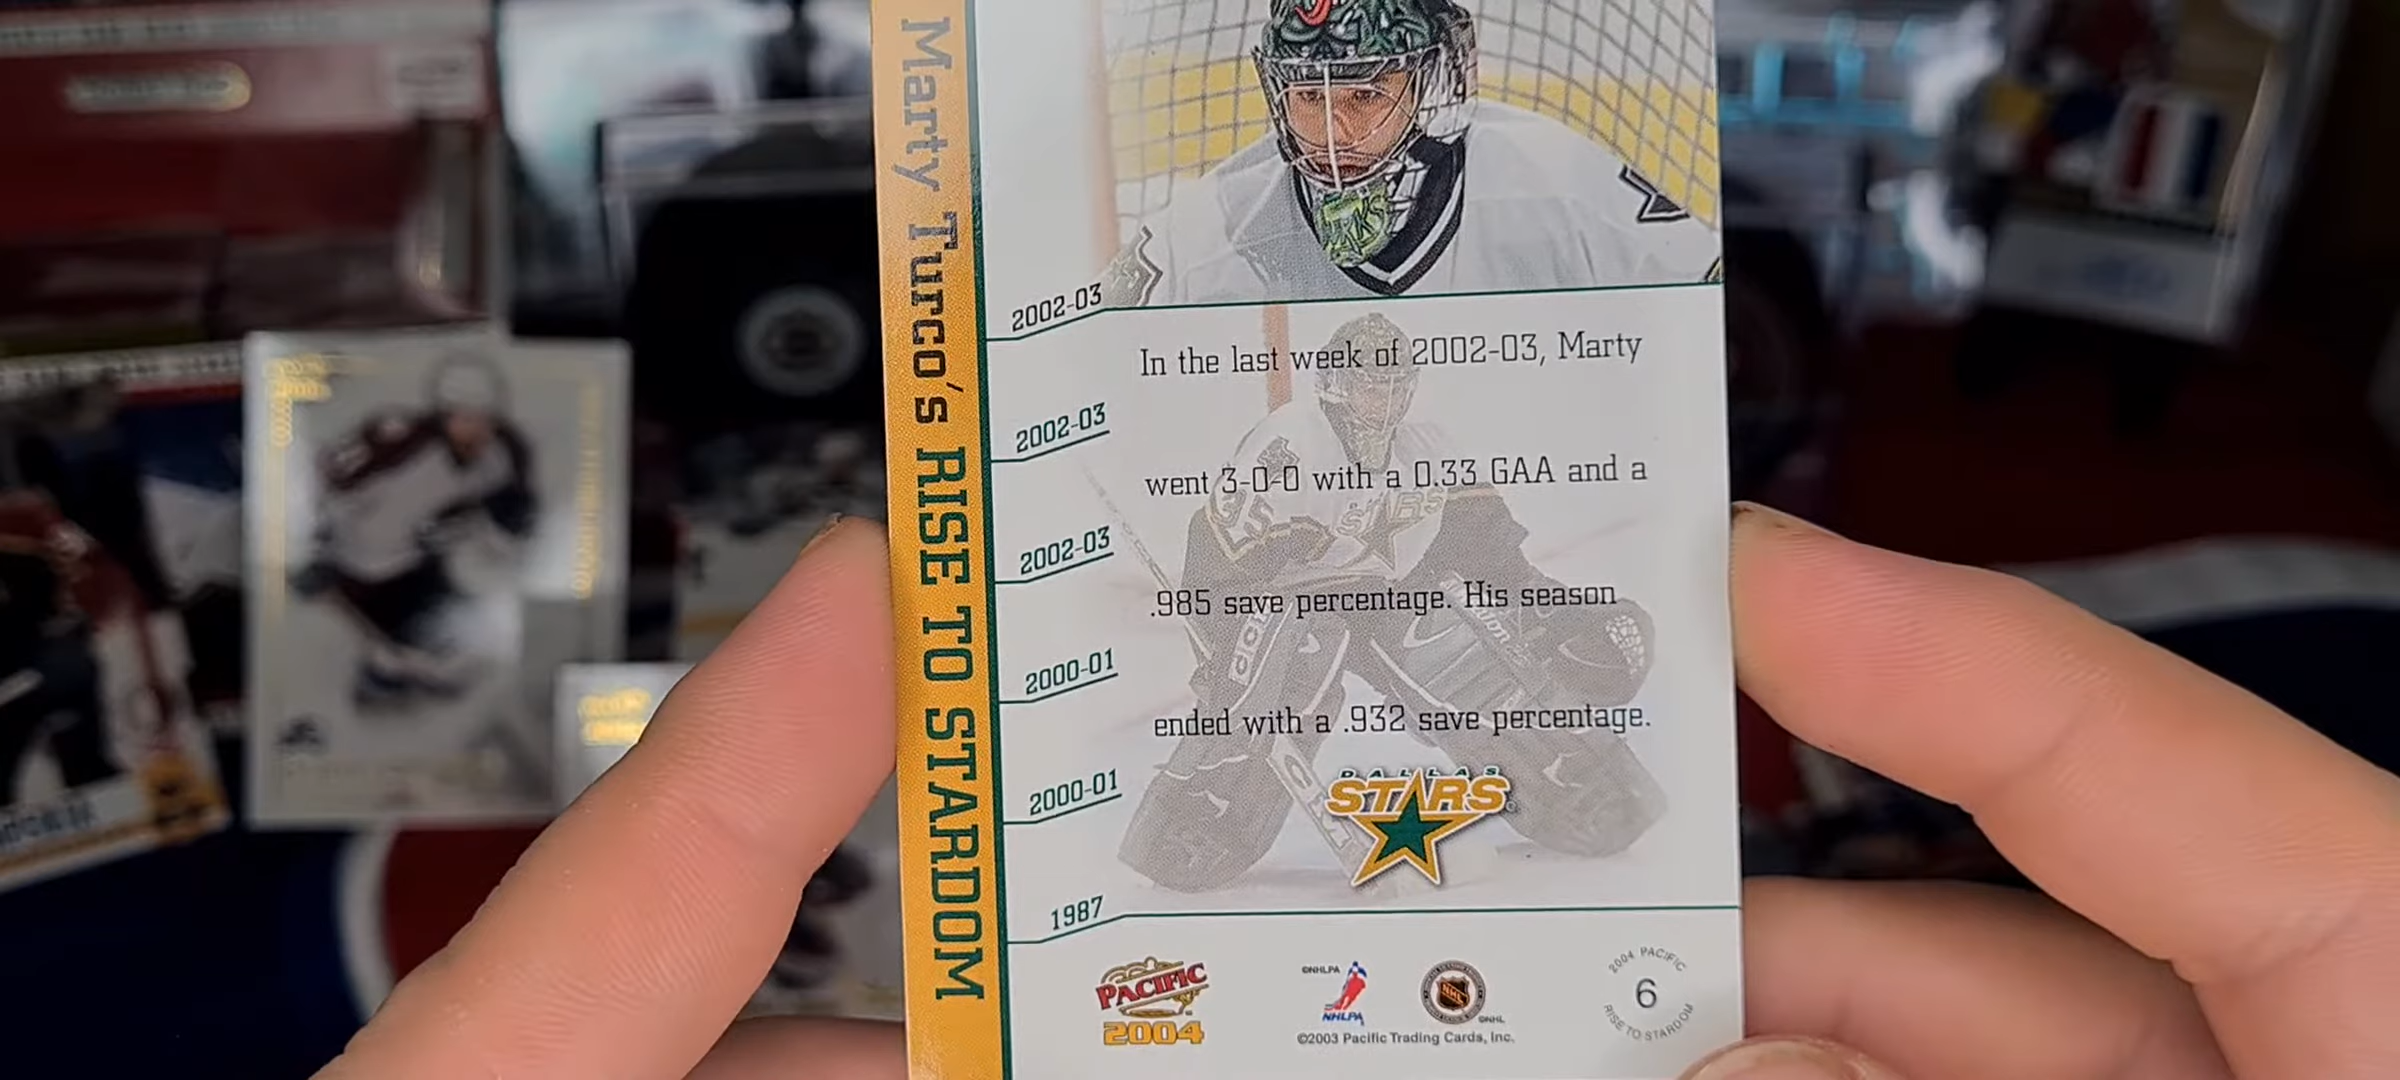 Marty Turco's RISE TO STARDOM
2002-03
In the last week of 2002-03, Marty
2002-03
went 3-0-0 with a 0.33 GAA and a
2002-03
.985 save percentage. His season
2000-01
ended with a .932 save percentage.
2000-01
DALLAS
STARS
1987
PACIFIC
2004
©NHLPA
NHLPA
NHL
©NHL
©2003 Pacific Trading Cards, Inc.
2004 PACIFIC
6
RISE TO STARDOM
STARS
35